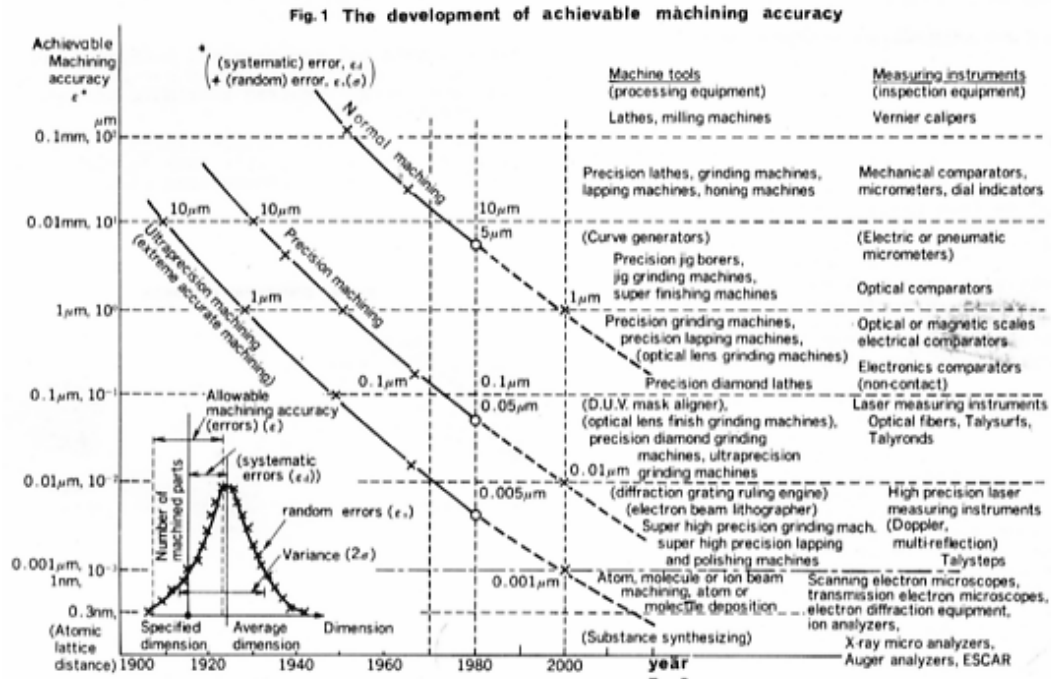 Fig. 1 The development of achievable machining accuracy
Achievable
Machining
accuracy
ε*
* ( (systematic) error, εd
+ (random) error, εr(σ) )
Machine tools
(processing equipment)
Measuring instruments
(inspection equipment)
μm
0.1mm, 10²
0.01mm, 10¹
1μm, 10⁰
0.1μm, 10⁻¹
0.01μm, 10⁻²
0.001μm, 10⁻³
1nm,
0.3nm
(Atomic
lattice
distance)
Normal machining
Precision machining
Ultraprecision machining
(extreme accurate machining)
10μm
10μm
10μm
5μm
1μm
1μm
1μm
0.1μm
0.1μm
0.05μm
0.01μm
0.005μm
0.001μm
Lathes, milling machines
Vernier calipers
Precision lathes, grinding machines,
lapping machines, honing machines
Mechanical comparators,
micrometers, dial indicators
(Curve generators)
Precision jig borers,
jig grinding machines,
super finishing machines
(Electric or pneumatic
micrometers)
Optical comparators
Precision grinding machines,
precision lapping machines,
(optical lens grinding machines)
Optical or magnetic scales
electrical comparators
Precision diamond lathes
Electronics comparators
(non-contact)
(D.U.V. mask aligner),
(optical lens finish grinding machines),
precision diamond grinding
machines, ultraprecision
grinding machines
Laser measuring instruments
Optical fibers, Talysurfs,
Talyronds
(diffraction grating ruling engine)
(electron beam lithographer)
Super high precision grinding mach.
super high precision lapping
and polishing machines
High precision laser
measuring instruments
(Doppler,
multi-reflection)
Talysteps
Atom, molecule or ion beam
machining, atom or
molecule deposition
(Substance synthesizing)
Scanning electron microscopes,
transmission electron microscopes,
electron diffraction equipment,
ion analyzers,
X-ray micro analyzers,
Auger analyzers, ESCAR
Allowable
machining accuracy
(errors) (ε)
(systematic
errors (εd))
random errors (εr)
Variance (2σ)
Number of
machined parts
Specified
dimension
Average
dimension
Dimension
1900 1920 1940 1960 1980 2000 year